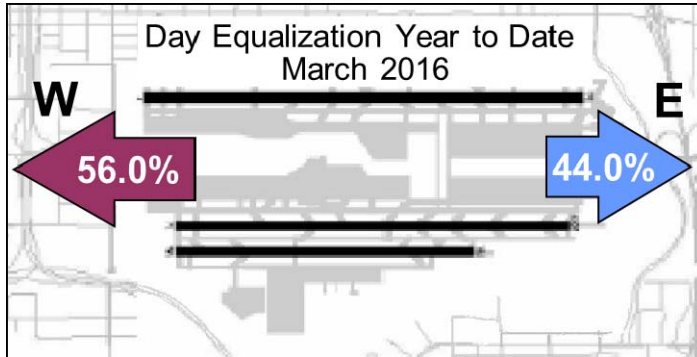 Day Equalization Year to Date
March 2016
W
E
56.0%
44.0%